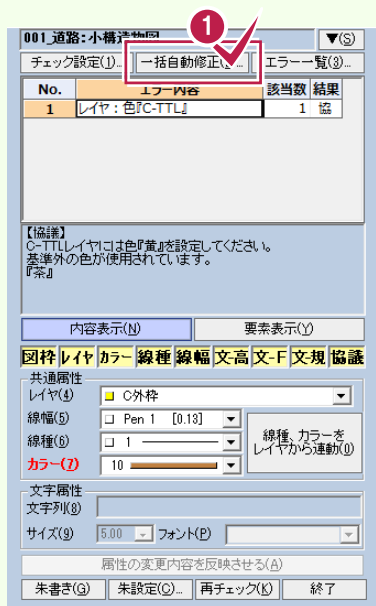 001_道路:小構造物図
▼(S)
1
チェック設定(1)... 一括自動修正(2)... エラー一覧(3)...
No. エラー内容 該当数 結果
1 レイヤ:色『C-TTL』 1 協
【協議】
C-TTLレイヤには色『黄』を設定してください。
基準外の色が使用されています。
『茶』
内容表示(N) 要素表示(Y)
図枠 レイヤ カラー 線種 線幅 文-高 文-F 文-規 協議
共通属性
レイヤ(4) C外枠
線幅(5) Pen 1 [0.13]
線種(6) 1
線種、カラーを
レイヤから連動(0)
カラー(7) 10
文字属性
文字列(8)
サイズ(9) 5.00 フォント(P)
属性の変更内容を反映させる(A)
朱書き(G) 朱設定(C)... 再チェック(K) 終了